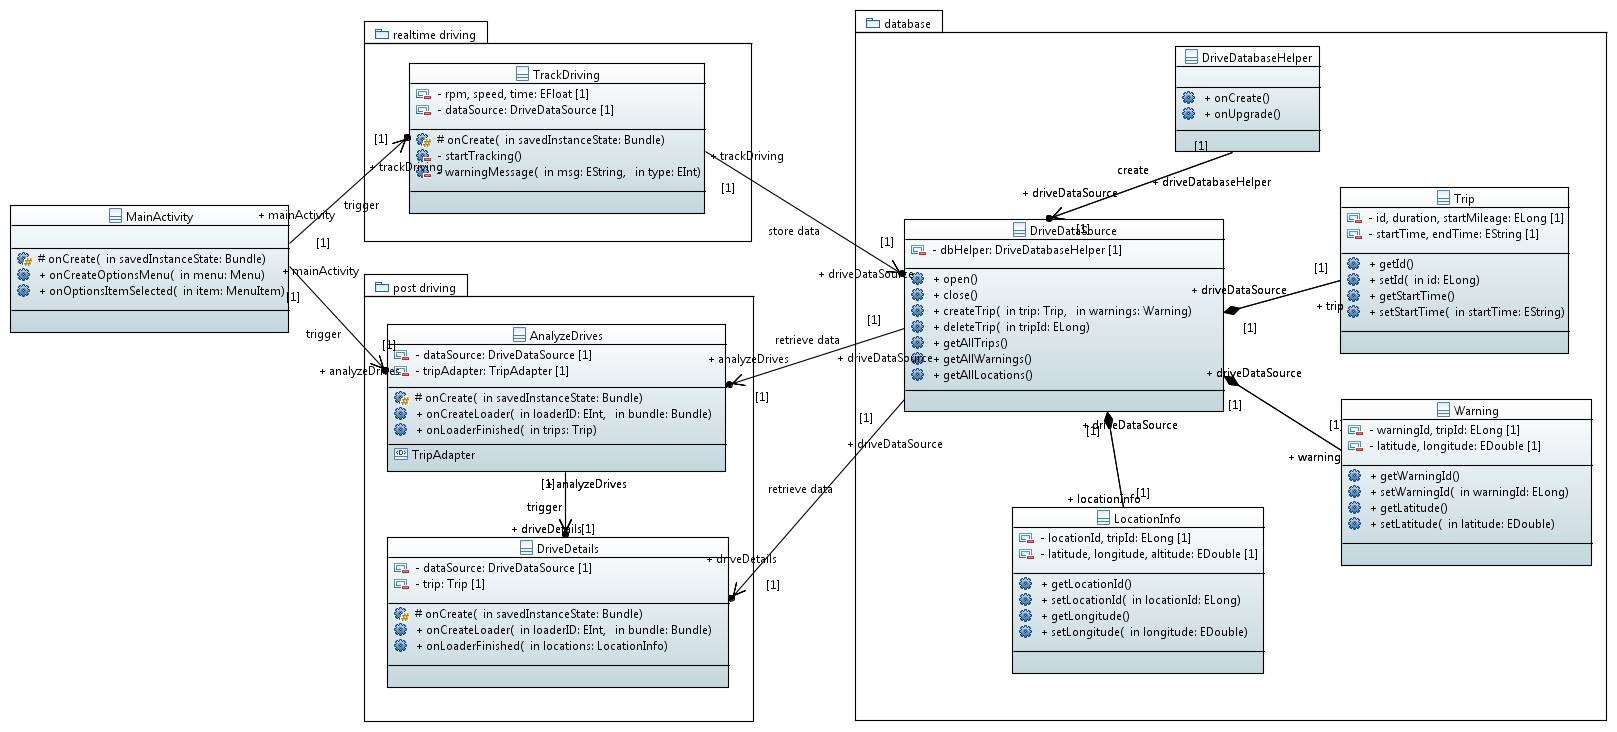 realtime driving
TrackDriving
- rpm, speed, time: EFloat [1]
- dataSource: DriveDataSource [1]
# onCreate( in savedInstanceState: Bundle)
- startTracking()
- warningMessage( in msg: EString, in type: EInt)
[1]
+ trackDriving
trigger
+ mainActivity
[1]
MainActivity
# onCreate( in savedInstanceState: Bundle)
+ onCreateOptionsMenu( in menu: Menu)
+ onOptionsItemSelected( in item: MenuItem)
+ mainActivity
[1]
trigger
[1]
+ analyzeDrives
post driving
AnalyzeDrives
- dataSource: DriveDataSource [1]
- tripAdapter: TripAdapter [1]
# onCreate( in savedInstanceState: Bundle)
+ onCreateLoader( in loaderID: EInt, in bundle: Bundle)
+ onLoaderFinished( in trips: Trip)
TripAdapter
[1]
+ analyzeDrives
trigger
+ driveDetails
[1]
DriveDetails
- dataSource: DriveDataSource [1]
- trip: Trip [1]
# onCreate( in savedInstanceState: Bundle)
+ onCreateLoader( in loaderID: EInt, in bundle: Bundle)
+ onLoaderFinished( in locations: LocationInfo)
+ trackDriving
[1]
store data
[1]
+ driveDataSource
[1]
retrieve data
+ driveDataSource
+ analyzeDrives
[1]
[1]
+ driveDataSource
retrieve data
+ driveDetails
[1]
database
DriveDatabaseHelper
+ onCreate()
+ onUpgrade()
[1]
create
+ driveDatabaseHelper
+ driveDataSource
[1]
DriveDataSource
- dbHelper: DriveDatabaseHelper [1]
+ open()
+ close()
+ createTrip( in trip: Trip, in warnings: Warning)
+ deleteTrip( in tripId: ELong)
+ getAllTrips()
+ getAllWarnings()
+ getAllLocations()
[1]
+ driveDataSource
+ trip
[1]
Trip
- id, duration, startMileage: ELong [1]
- startTime, endTime: EString [1]
+ getId()
+ setId( in id: ELong)
+ getStartTime()
+ setStartTime( in startTime: EString)
+ driveDataSource
[1]
[1]
+ warning
Warning
- warningId, tripId: ELong [1]
- latitude, longitude: EDouble [1]
+ getWarningId()
+ setWarningId( in warningId: ELong)
+ getLatitude()
+ setLatitude( in latitude: EDouble)
+ driveDataSource
[1]
+ locationInfo
[1]
LocationInfo
- locationId, tripId: ELong [1]
- latitude, longitude, altitude: EDouble [1]
+ getLocationId()
+ setLocationId( in locationId: ELong)
+ getLongitude()
+ setLongitude( in longitude: EDouble)